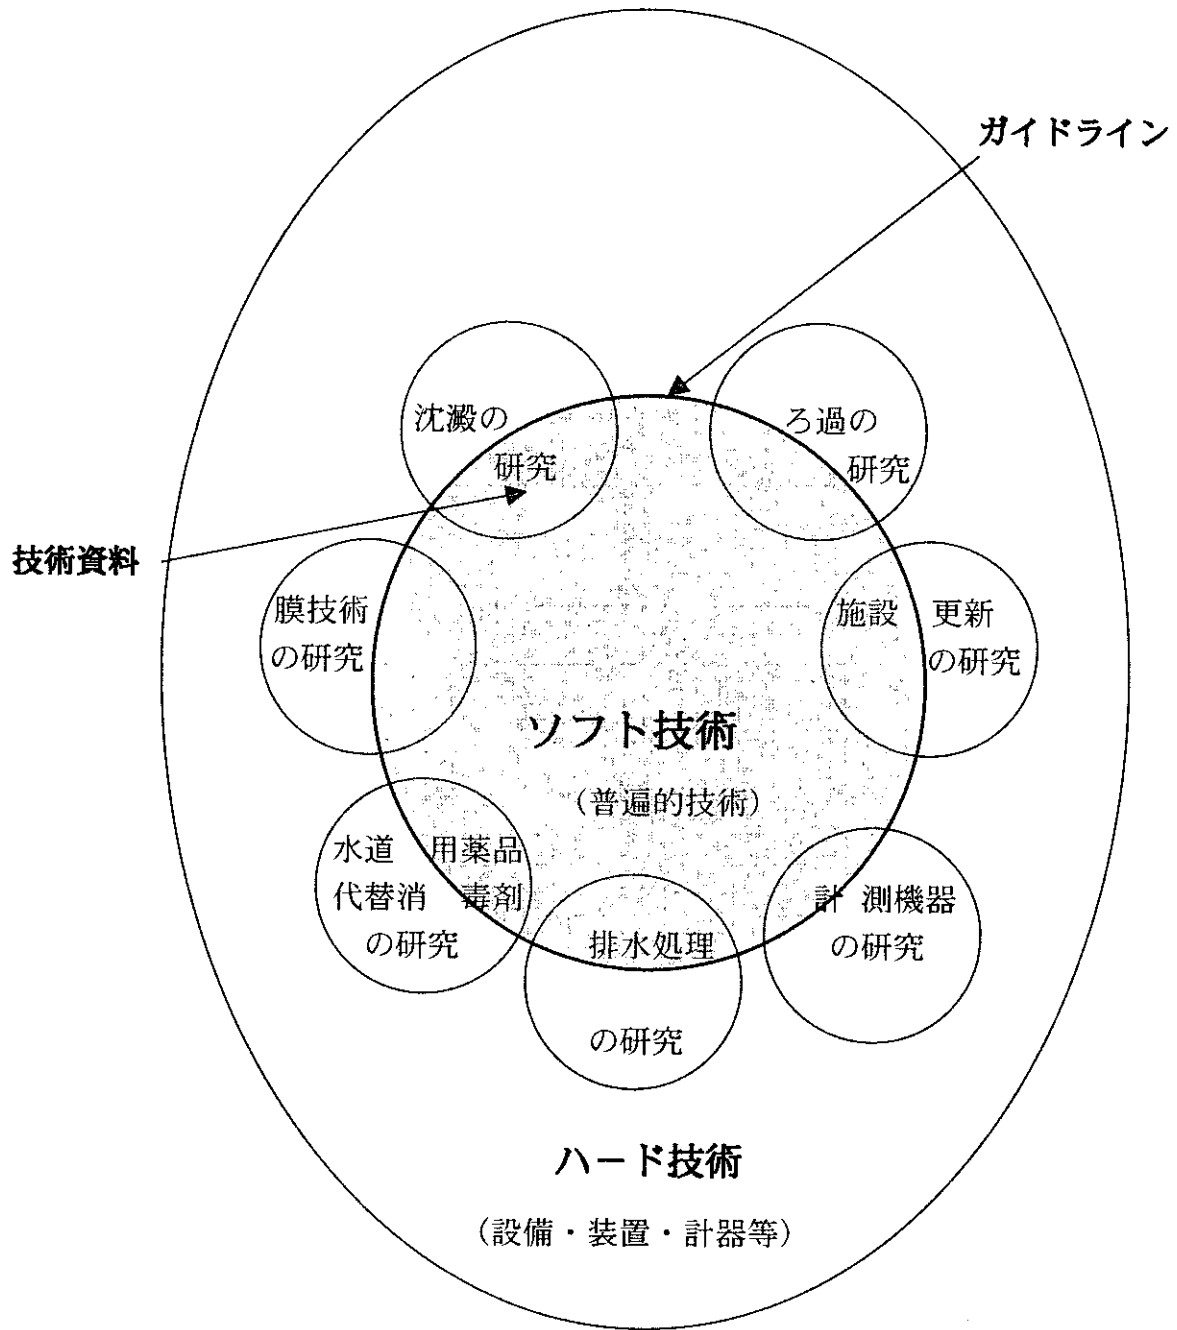 ガイドライン
沈澱の
研究
ろ過の
研究
技術資料
膜技術
の研究
施設 更新
の研究
ソフト技術
（普遍的技術）
水道 用薬品
代替消 毒剤
の研究
排水処理
の研究
計 測機器
の研究
ハード技術
（設備・装置・計器等）